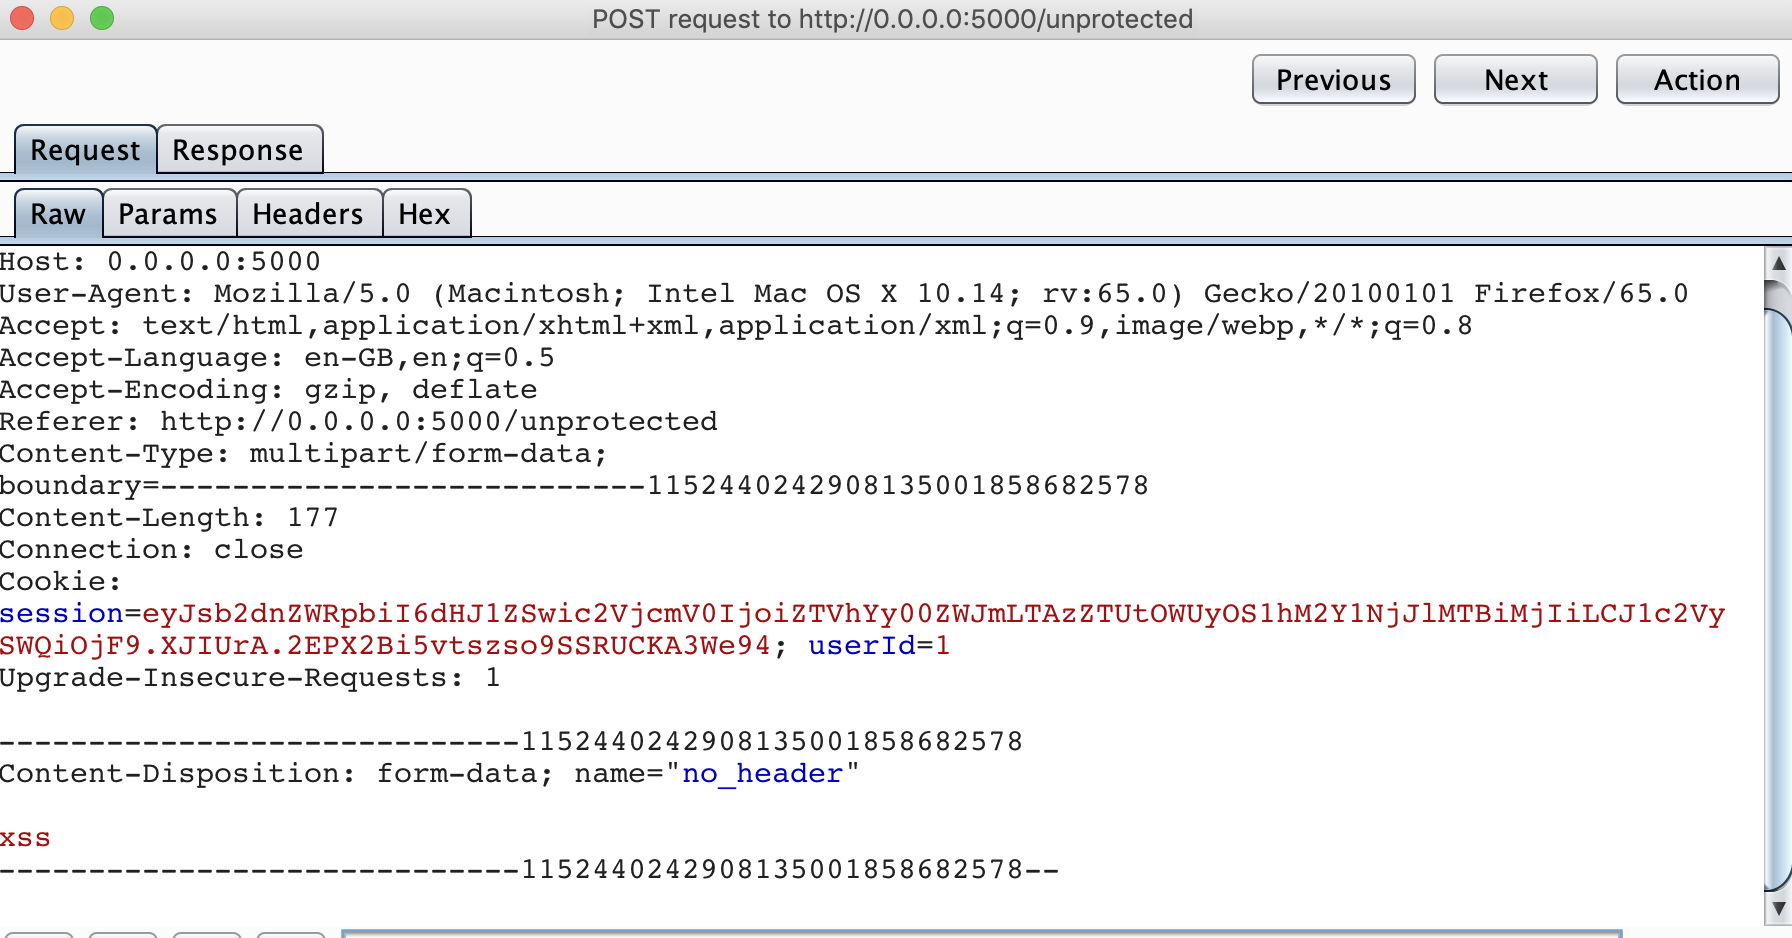 POST request to http://0.0.0.0:5000/unprotected
Previous Next Action
Request Response
Raw Params Headers Hex
Host: 0.0.0.0:5000
User-Agent: Mozilla/5.0 (Macintosh; Intel Mac OS X 10.14; rv:65.0) Gecko/20100101 Firefox/65.0
Accept: text/html,application/xhtml+xml,application/xml;q=0.9,image/webp,*/*;q=0.8
Accept-Language: en-GB,en;q=0.5
Accept-Encoding: gzip, deflate
Referer: http://0.0.0.0:5000/unprotected
Content-Type: multipart/form-data;
boundary=---------------------------1152440242908135001858682578
Content-Length: 177
Connection: close
Cookie:
session=eyJsb2dnZWRpbiI6dHJ1ZSwic2VjcmV0IjoiZTVhYy00ZWJmLTAzZTUtOWUyOS1hM2Y1NjJlMTBiMjIiLCJ1c2Vy
SWQiOjF9.XJIUrA.2EPX2Bi5vtszso9SSRUCKA3We94; userId=1
Upgrade-Insecure-Requests: 1
-----------------------------1152440242908135001858682578
Content-Disposition: form-data; name="no_header"
xss
-----------------------------1152440242908135001858682578--